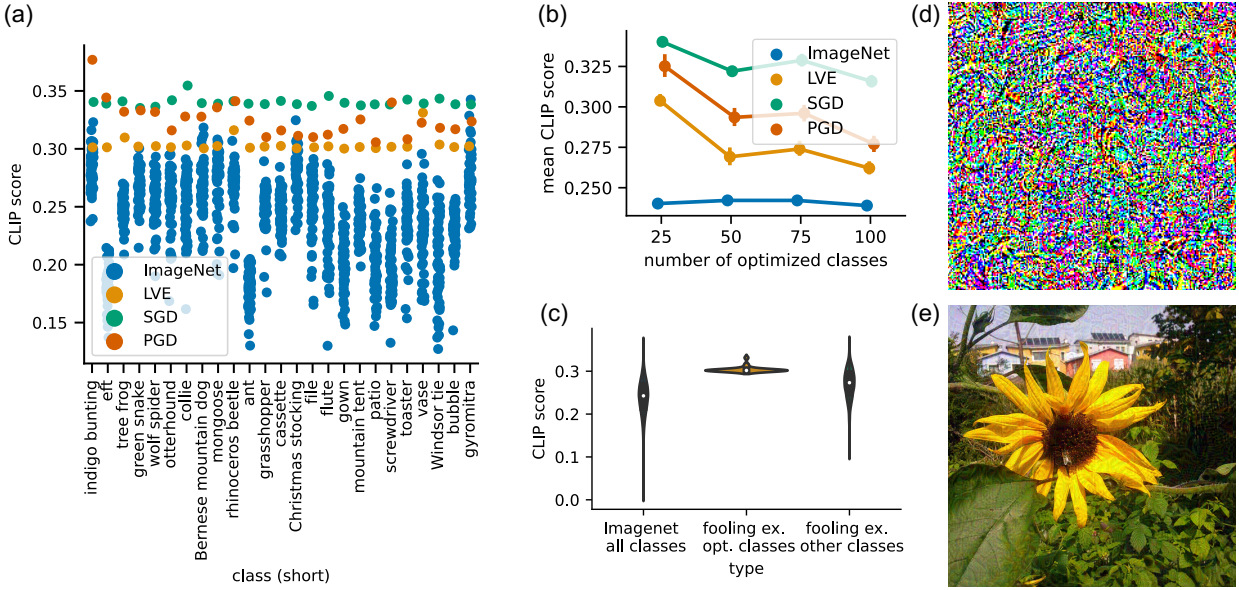 (a)
CLIP score
0.35
0.30
0.25
0.20
0.15
ImageNet
LVE
SGD
PGD
indigo bunting
eft
tree frog
green snake
wolf spider
otterhound
collie
Bernese mountain dog
mongoose
rhinoceros beetle
ant
grasshopper
cassette
Christmas stocking
file
flute
gown
mountain tent
patio
screwdriver
toaster
vase
Windsor tie
bubble
gyromitra
class (short)
(b)
mean CLIP score
0.325
0.300
0.275
0.250
ImageNet
LVE
SGD
PGD
25 50 75 100
number of optimized classes
(c)
CLIP score
0.3
0.2
0.1
0.0
Imagenet fooling ex. fooling ex.
all classes opt. classes other classes
type
(d)
(e)